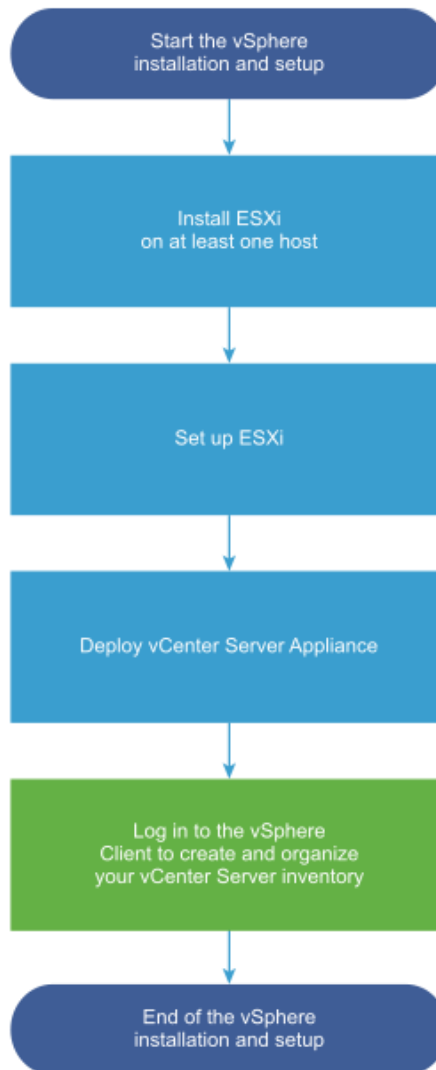 Start the vSphere
installation and setup
Install ESXi
on at least one host
Set up ESXi
Deploy vCenter Server Appliance
Log in to the vSphere
Client to create and organize
your vCenter Server inventory
End of the vSphere
installation and setup